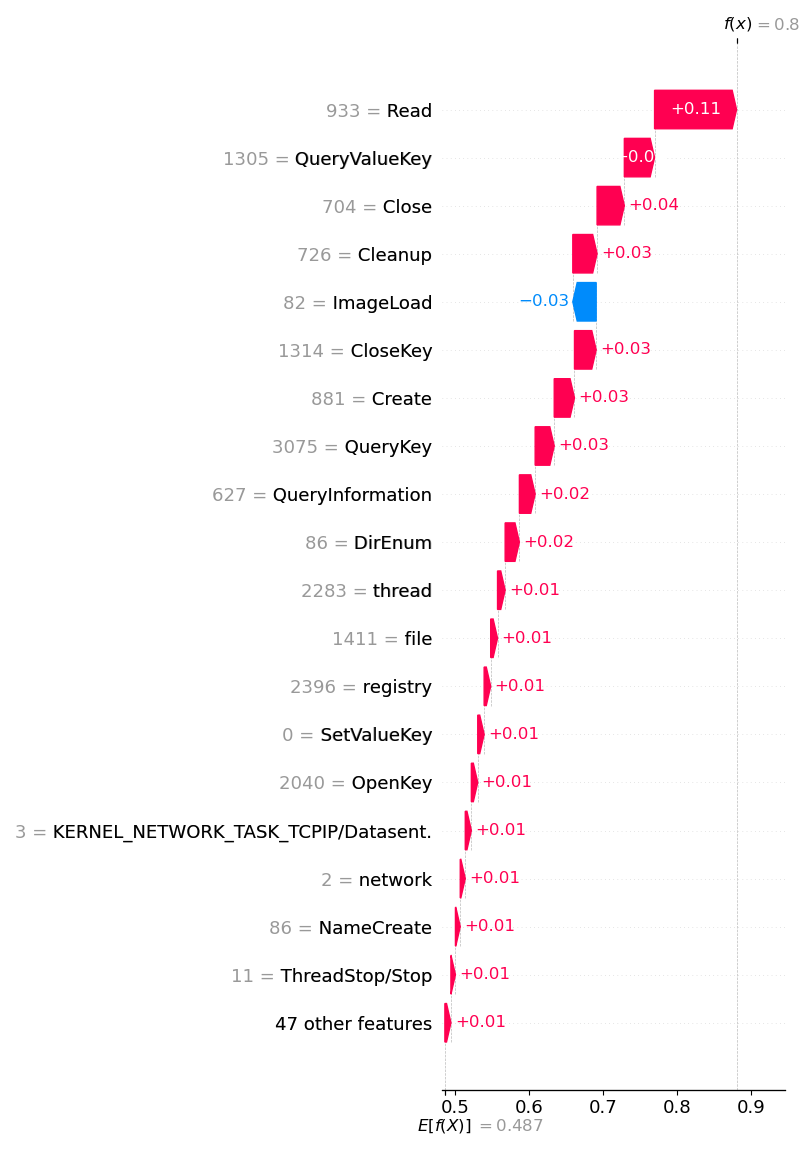 f(x) = 0.8
933 = Read +0.11
1305 = QueryValueKey +0.0
704 = Close +0.04
726 = Cleanup +0.03
82 = ImageLoad −0.03
1314 = CloseKey +0.03
881 = Create +0.03
3075 = QueryKey +0.03
627 = QueryInformation +0.02
86 = DirEnum +0.02
2283 = thread +0.01
1411 = file +0.01
2396 = registry +0.01
0 = SetValueKey +0.01
2040 = OpenKey +0.01
3 = KERNEL_NETWORK_TASK_TCPIP/Datasent. +0.01
2 = network +0.01
86 = NameCreate +0.01
11 = ThreadStop/Stop +0.01
47 other features +0.01
0.5 0.6 0.7 0.8 0.9
E[f(X)] = 0.487